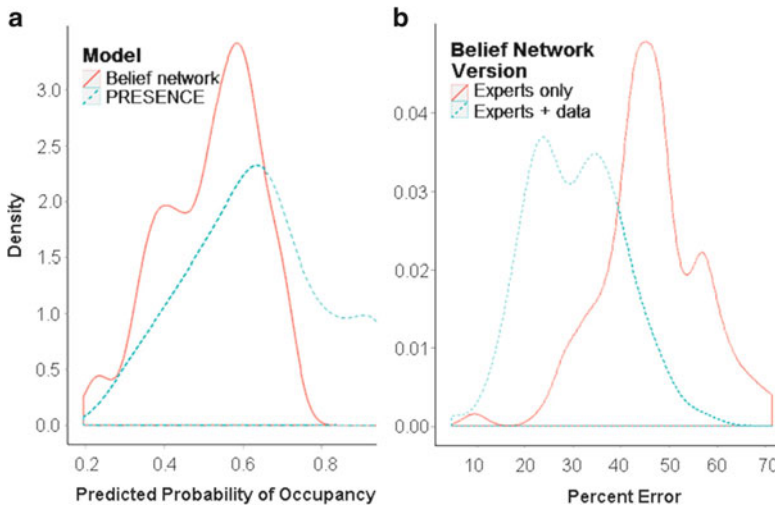 a
Model
Belief network
PRESENCE
3.0
2.5
2.0
1.5
1.0
0.5
0.0
Density
0.2 0.4 0.6 0.8
Predicted Probability of Occupancy
b
Belief Network
Version
Experts only
Experts + data
0.04
0.03
0.02
0.01
0.00
10 20 30 40 50 60 70
Percent Error